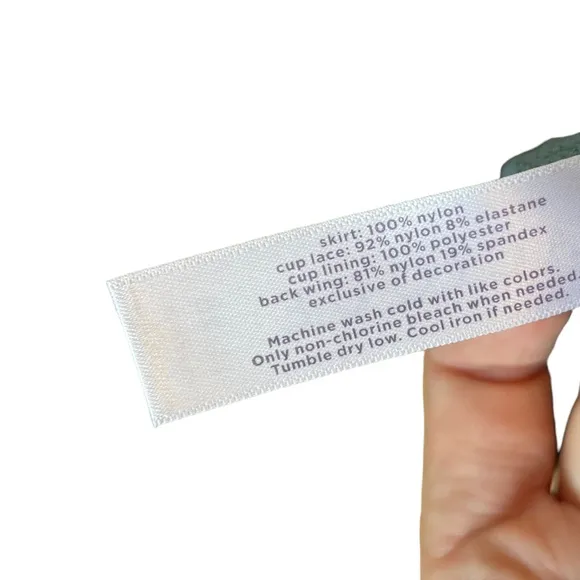 skirt: 100% nylon
cup lace: 92% nylon 8% elastane
cup lining: 100% polyester
back wing: 81% nylon 19% spandex
exclusive of decoration
Machine wash cold with like colors.
Only non-chlorine bleach when needed.
Tumble dry low. Cool iron if needed.